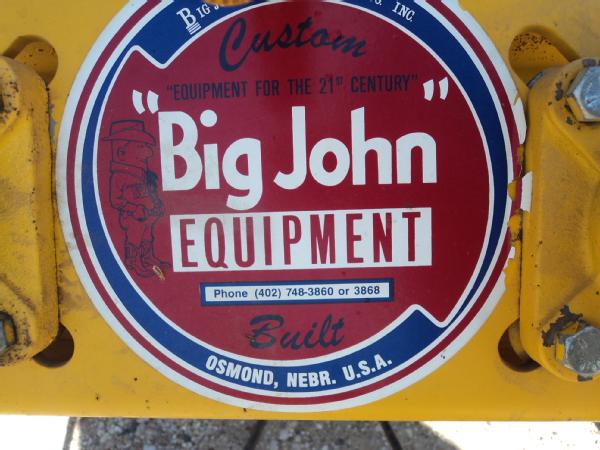 BIG J INC.
Custom
"EQUIPMENT FOR THE 21ST CENTURY"
"Big John"
EQUIPMENT
Phone (402) 748-3860 or 3868
Built
OSMOND, NEBR. U.S.A.